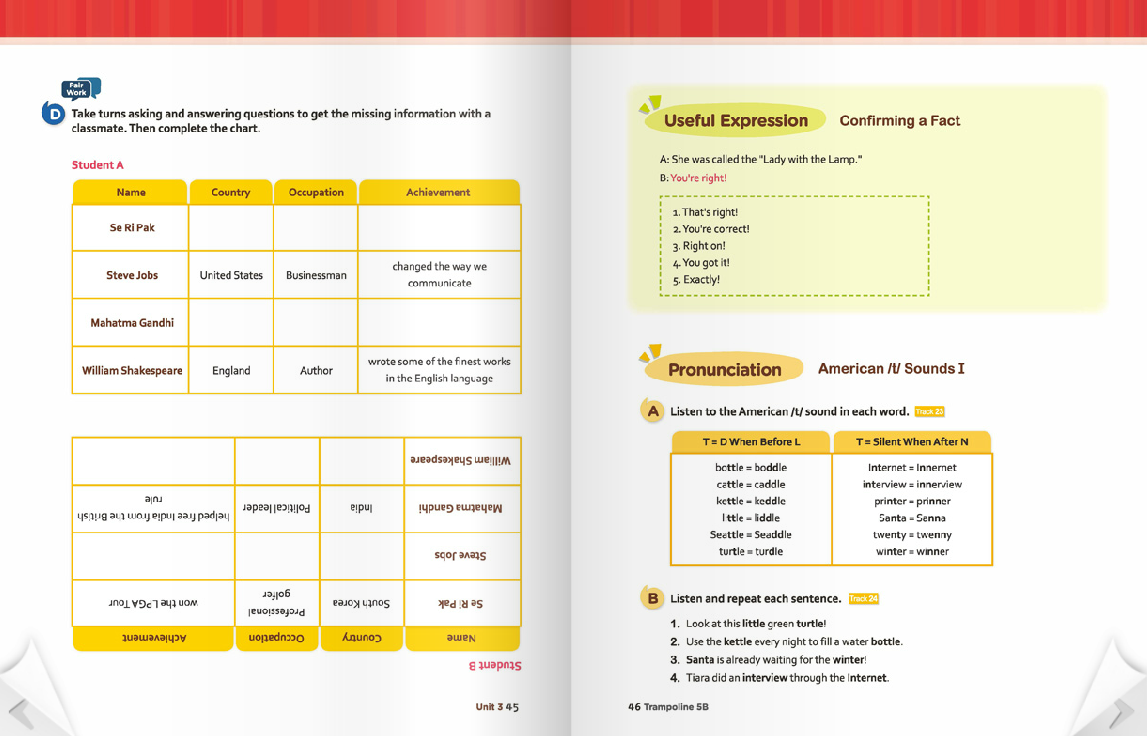 Fair
Work
D
Take turns asking and answering questions to get the missing information with a
classmate. Then complete the chart.
Student A
Name Country Occupation Achievement
Se Ri Pak
Steve Jobs United States Businessman changed the way we
communicate
Mahatma Gandhi
William Shakespeare England Author wrote some of the finest works
in the English language
Student B
Name Country Occupation Achievement
Se Ri Pak South Korea Professional
golfer won the LPGA Tour
Steve Jobs
Mahatma Gandhi India Political leader helped free India from the British
rule
William Shakespeare
Unit 3 45
Useful Expression Confirming a Fact
A: She was called the "Lady with the Lamp."
B: You're right!
1. That's right!
2. You're correct!
3. Right on!
4. You got it!
5. Exactly!
Pronunciation American /t/ Sounds I
A Listen to the American /t/ sound in each word. Track 23
T = D When Before L T = Silent When After N
bottle = boddle Internet = Innernet
cattle = caddle interview = innerview
kettle = keddle printer = prinner
little = liddle Santa = Sanna
Seattle = Seaddle twenty = twenny
turtle = turdle winter = winner
B Listen and repeat each sentence. Track 24
1. Look at this little green turtle!
2. Use the kettle every night to fill a water bottle.
3. Santa is already waiting for the winter!
4. Tiara did an interview through the Internet.
46 Trampoline 5B